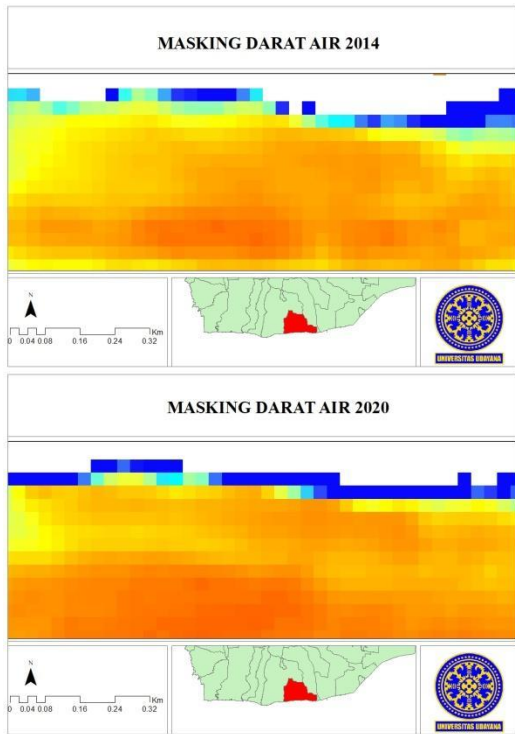 MASKING DARAT AIR 2014
N
Km
0 0.04 0.08 0.16 0.24 0.32
UNIVERSITAS UDAYANA
MASKING DARAT AIR 2020
N
Km
0 0.04 0.08 0.16 0.24 0.32
UNIVERSITAS UDAYANA